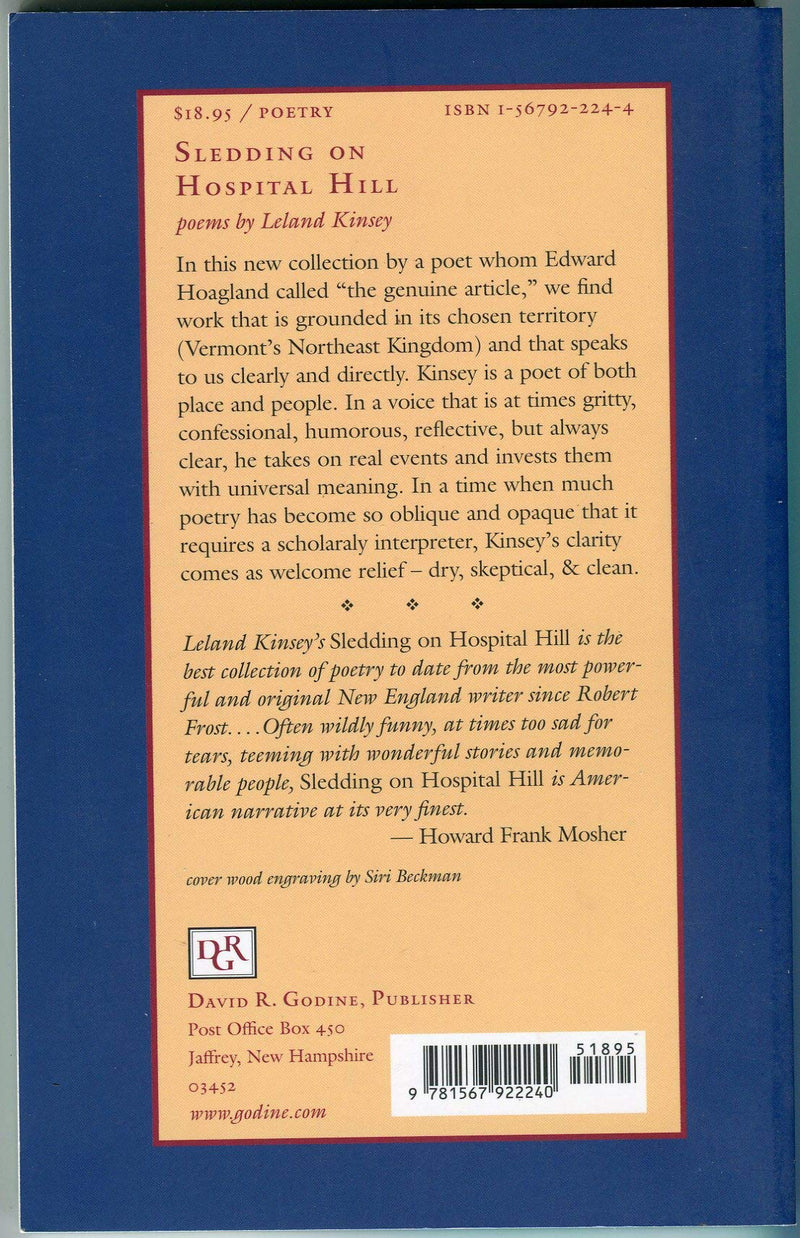 $18.95 / POETRY
ISBN 1-56792-224-4
SLEDDING ON
HOSPITAL HILL
poems by Leland Kinsey
In this new collection by a poet whom Edward
Hoagland called “the genuine article,” we find
work that is grounded in its chosen territory
(Vermont’s Northeast Kingdom) and that speaks
to us clearly and directly. Kinsey is a poet of both
place and people. In a voice that is at times gritty,
confessional, humorous, reflective, but always
clear, he takes on real events and invests them
with universal meaning. In a time when much
poetry has become so oblique and opaque that it
requires a scholaraly interpreter, Kinsey’s clarity
comes as welcome relief – dry, skeptical, & clean.
Leland Kinsey’s Sledding on Hospital Hill is the
best collection of poetry to date from the most power-
ful and original New England writer since Robert
Frost. . . . Often wildly funny, at times too sad for
tears, teeming with wonderful stories and memo-
rable people, Sledding on Hospital Hill is Amer-
ican narrative at its very finest.
— Howard Frank Mosher
cover wood engraving by Siri Beckman
DRG
DAVID R. GODINE, PUBLISHER
Post Office Box 450
Jaffrey, New Hampshire
03452
www.godine.com
51895
9 781567 922240